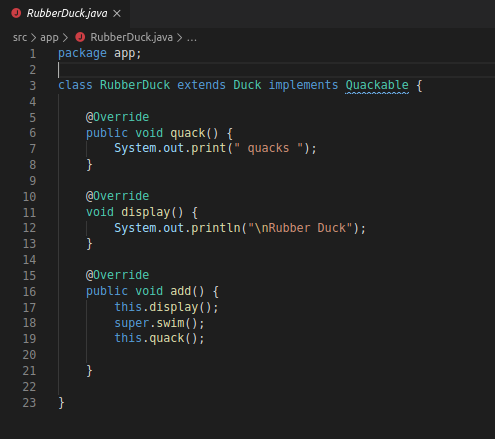 RubberDuck.java ×
src > app > RubberDuck.java > ...
1 package app;
2
3 class RubberDuck extends Duck implements Quackable {
4
5     @Override
6     public void quack() {
7         System.out.print(" quacks ");
8     }
9
10     @Override
11     void display() {
12         System.out.println("\nRubber Duck");
13     }
14
15     @Override
16     public void add() {
17         this.display();
18         super.swim();
19         this.quack();
20
21     }
22
23 }